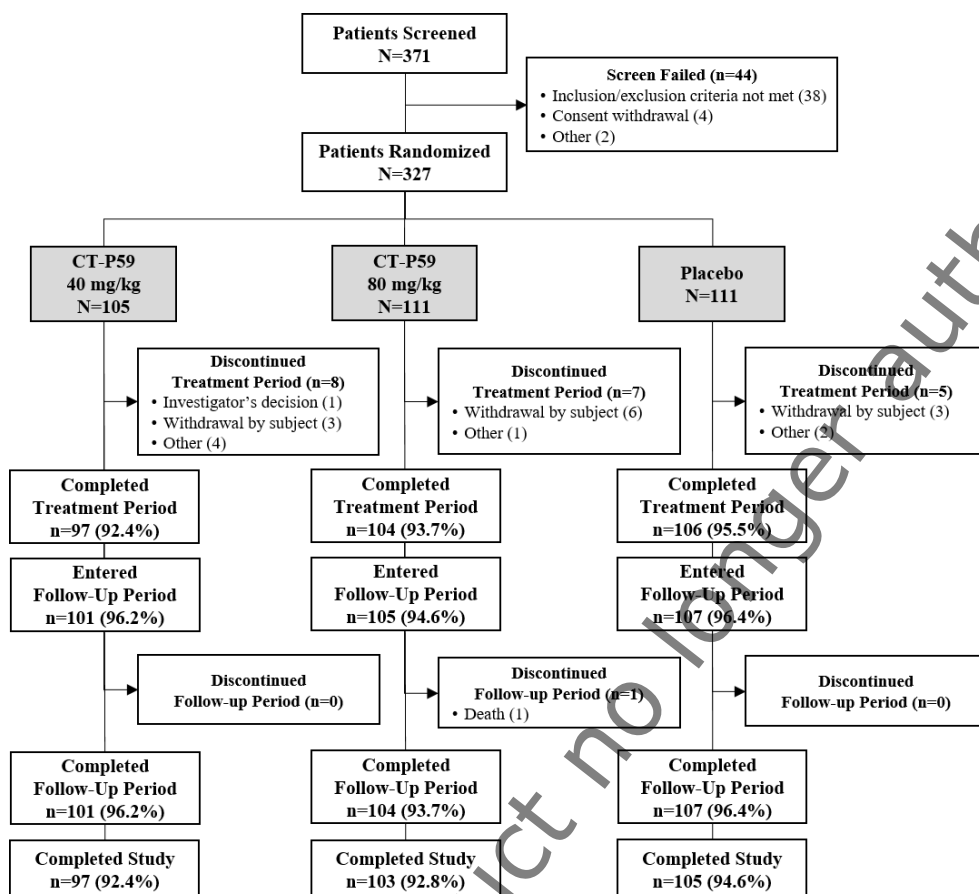 Patients Screened
N=371
Screen Failed (n=44)
• Inclusion/exclusion criteria not met (38)
• Consent withdrawal (4)
• Other (2)
Patients Randomized
N=327
CT-P59
40 mg/kg
N=105
CT-P59
80 mg/kg
N=111
Placebo
N=111
Discontinued
Treatment Period (n=8)
• Investigator's decision (1)
• Withdrawal by subject (3)
• Other (4)
Discontinued
Treatment Period (n=7)
• Withdrawal by subject (6)
• Other (1)
Discontinued
Treatment Period (n=5)
• Withdrawal by subject (3)
• Other (2)
Completed
Treatment Period
n=97 (92.4%)
Completed
Treatment Period
n=104 (93.7%)
Completed
Treatment Period
n=106 (95.5%)
Entered
Follow-Up Period
n=101 (96.2%)
Entered
Follow-Up Period
n=105 (94.6%)
Entered
Follow-Up Period
n=107 (96.4%)
Discontinued
Follow-up Period (n=0)
Discontinued
Follow-up Period (n=1)
• Death (1)
Discontinued
Follow-up Period (n=0)
Completed
Follow-Up Period
n=101 (96.2%)
Completed
Follow-Up Period
n=104 (93.7%)
Completed
Follow-Up Period
n=107 (96.4%)
Completed Study
n=97 (92.4%)
Completed Study
n=103 (92.8%)
Completed Study
n=105 (94.6%)
no longer